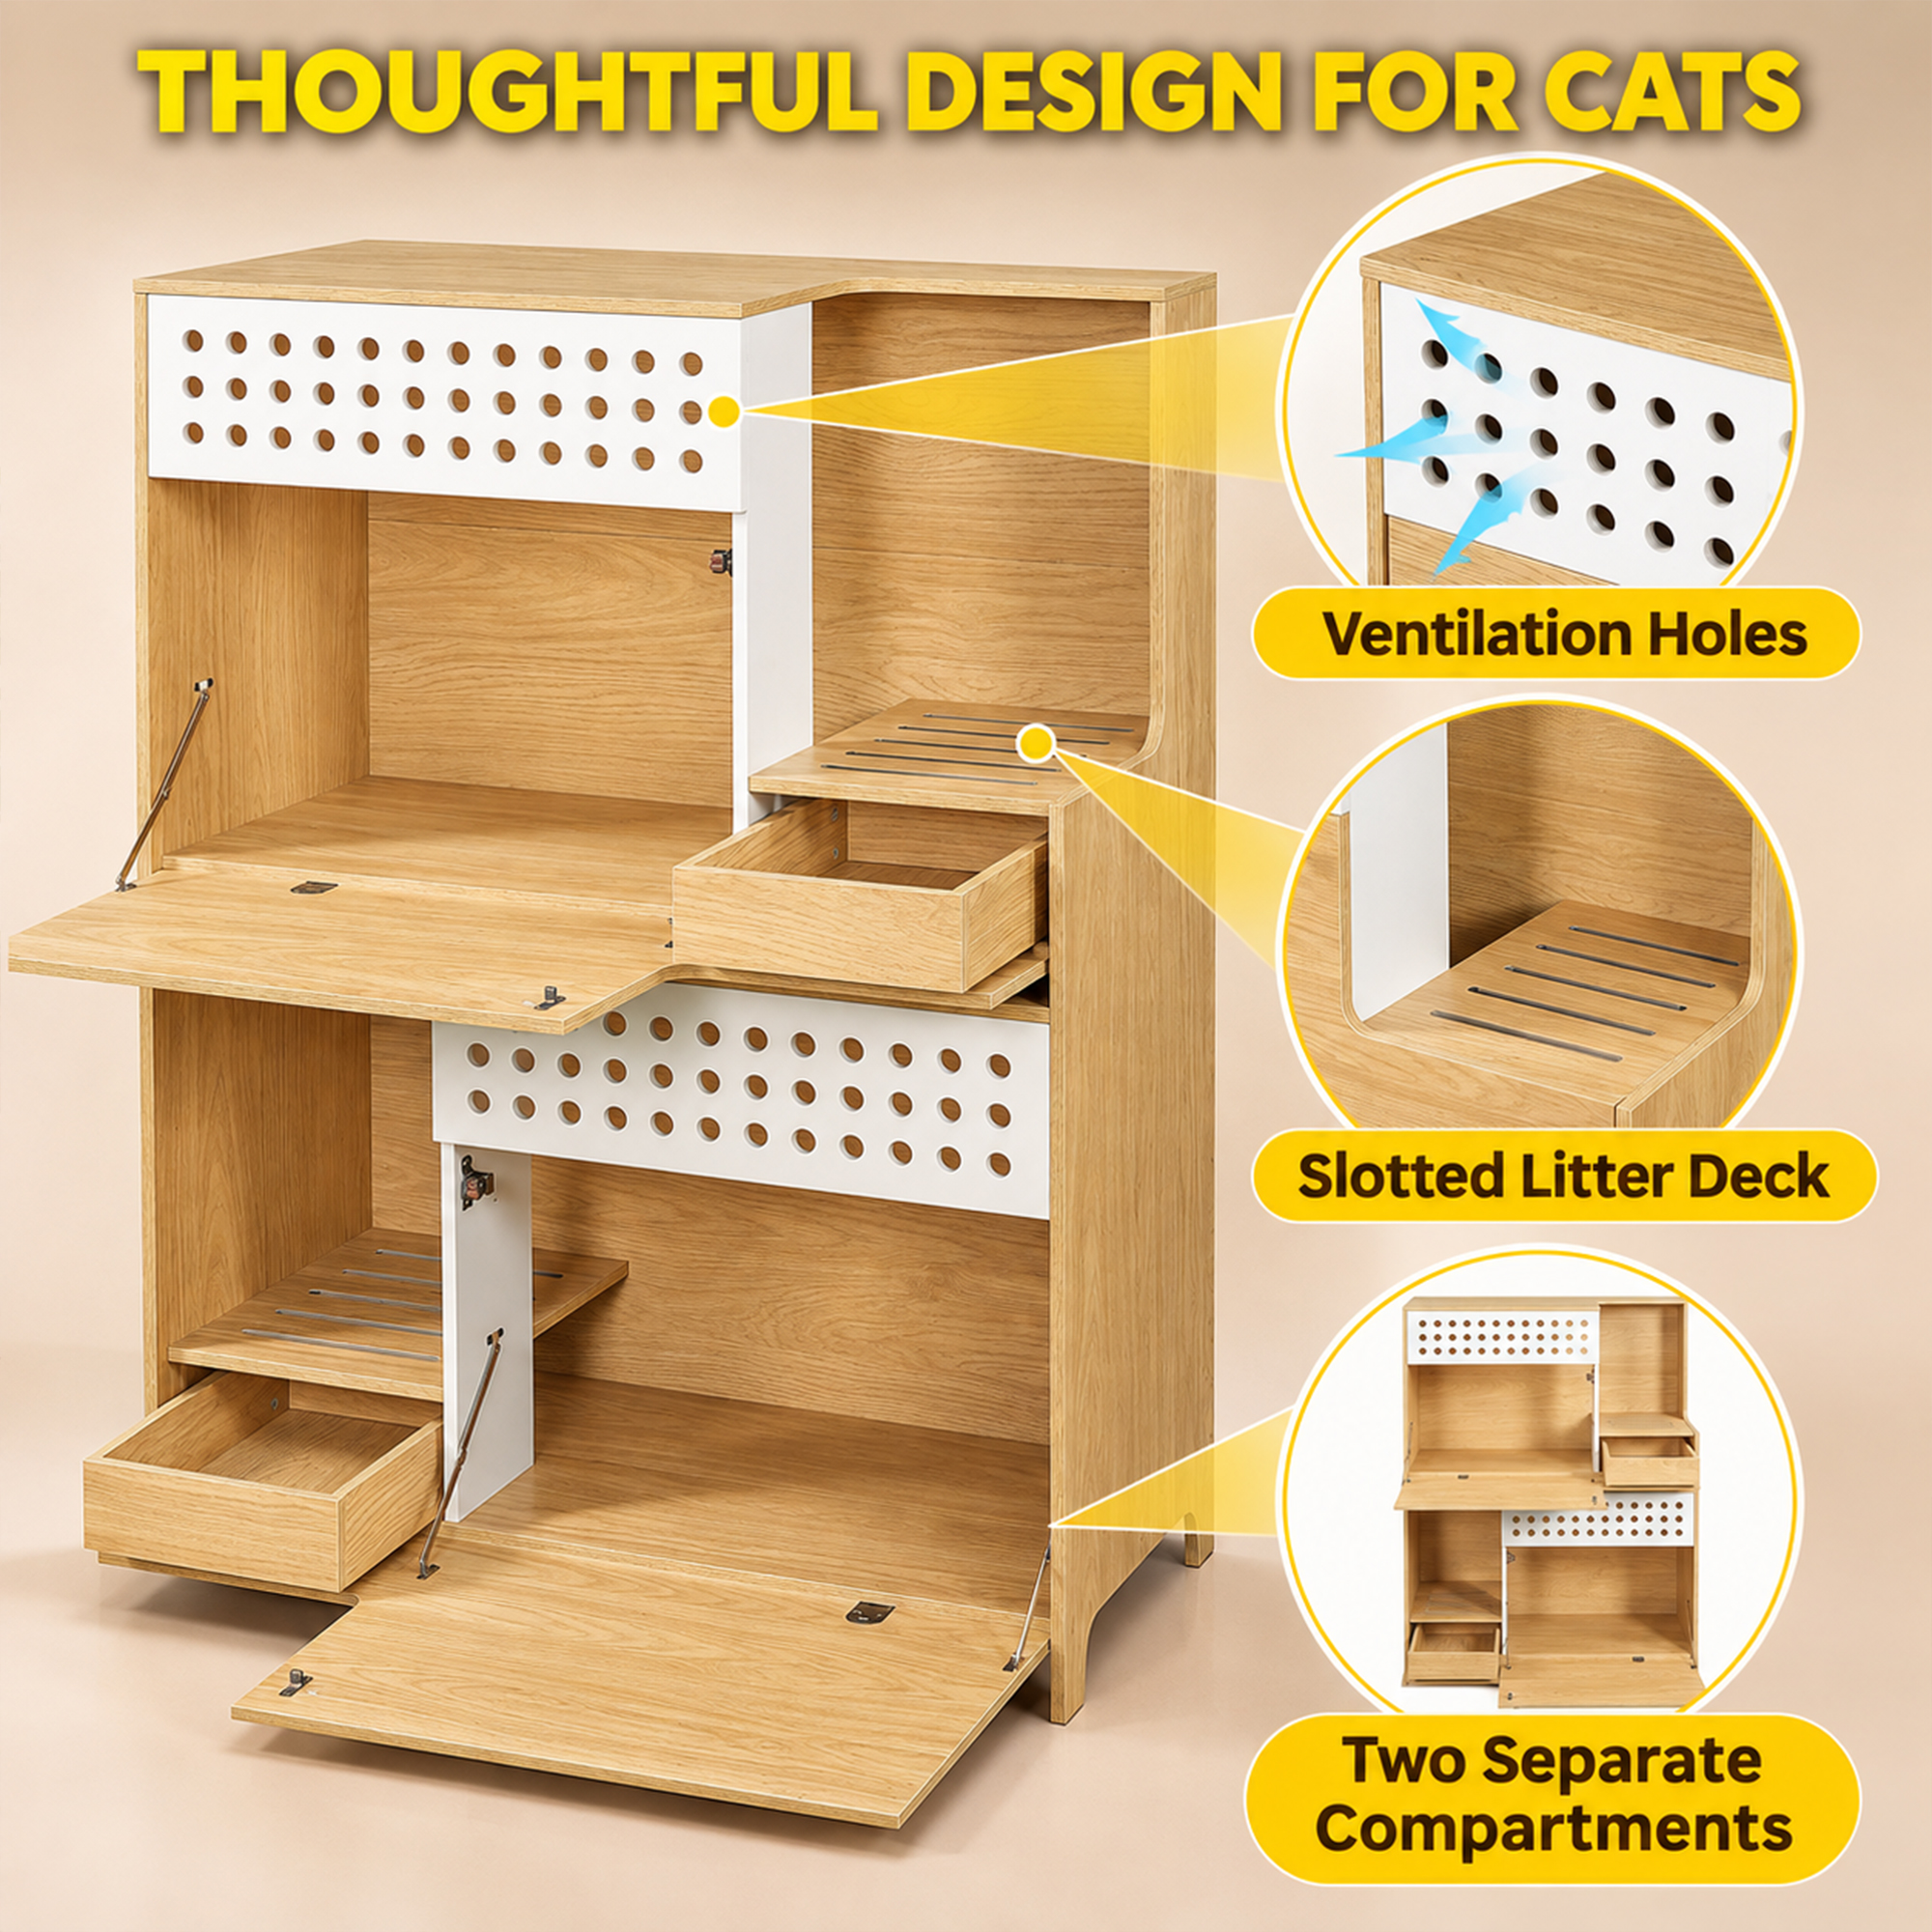 THOUGHTFUL DESIGN FOR CATS
Ventilation Holes
Slotted Litter Deck
Two Separate
Compartments